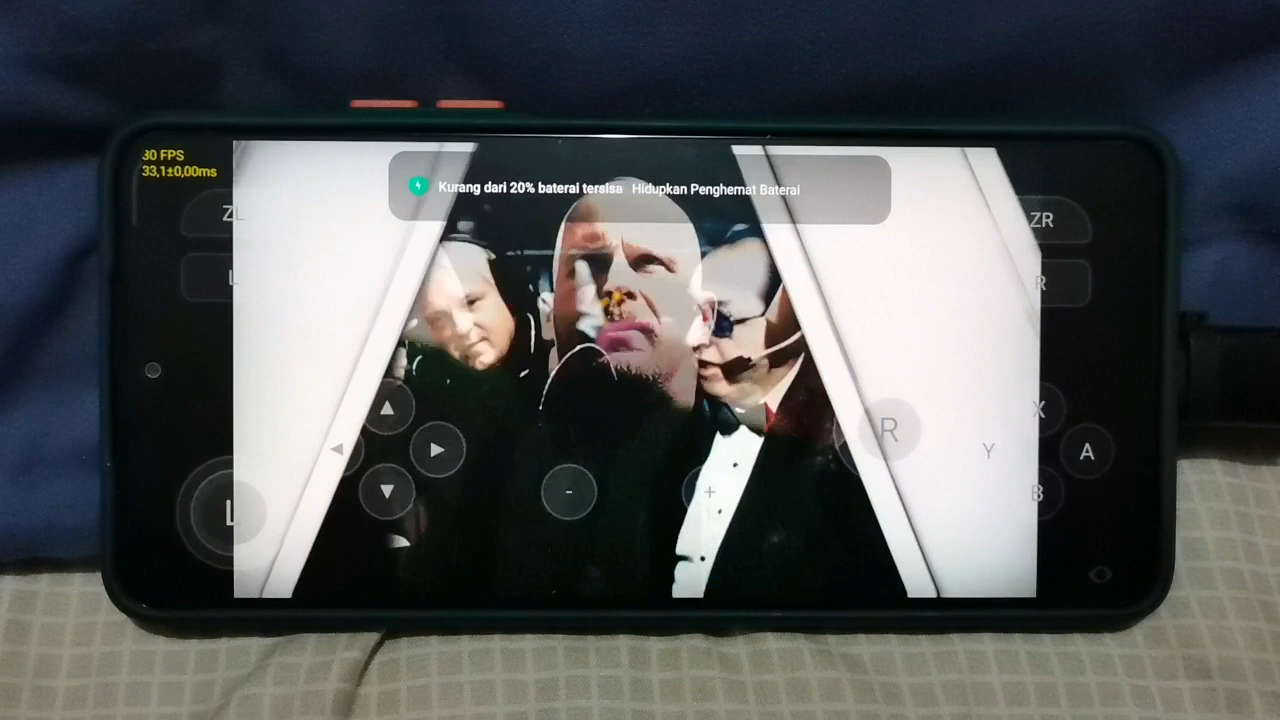 30 FPS
33,1±0,00ms
Kurang dari 20% baterai tersisa Hidupkan Penghemat Baterai
ZL
ZR
L
R
X
R
Y
A
-
+
B
L